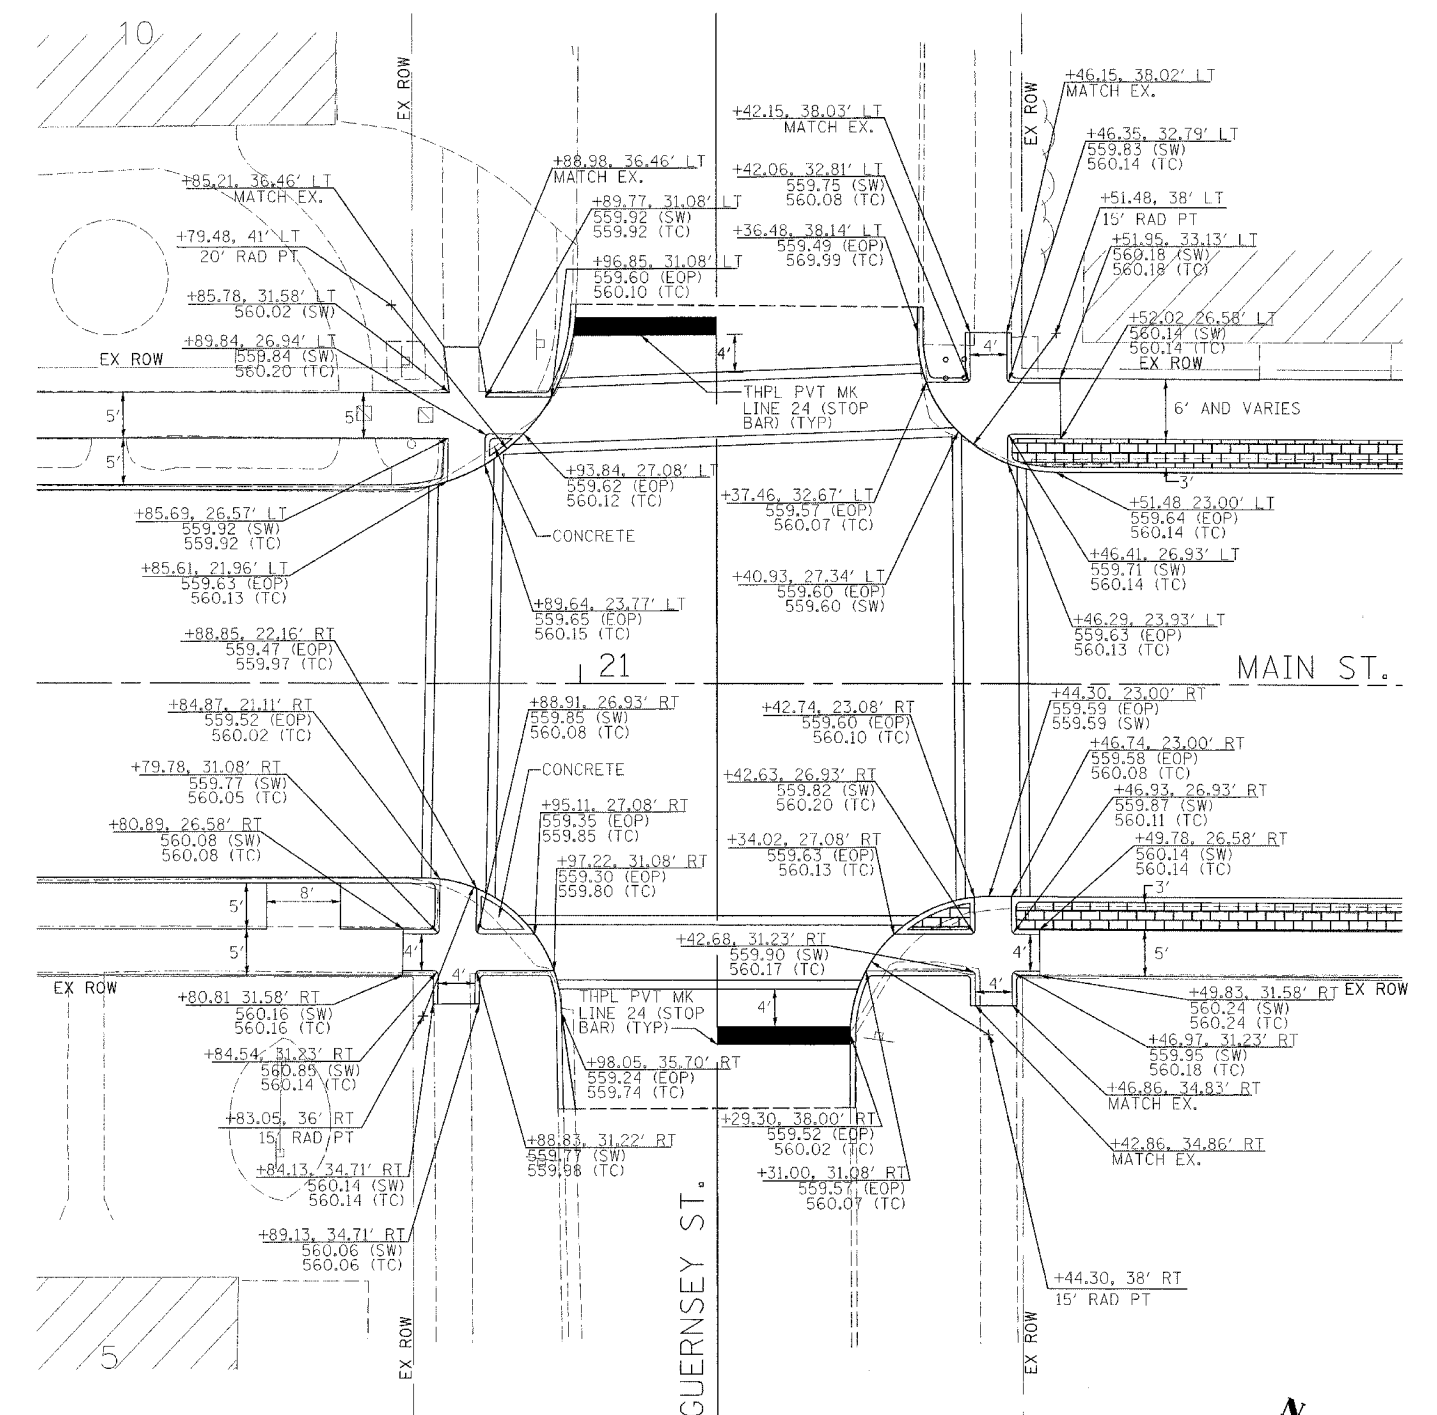 10
EX ROW
+85.21, 36.46' LT
MATCH EX.
+79.48, 41' LT
20' RAD PT
+85.78, 31.58' LT
560.02 (SW)
+89.84, 26.94' LT
559.84 (SW)
560.20 (TC)
EX ROW
+88.98, 36.46' LT
MATCH EX.
+89.77, 31.08' LT
559.92 (SW)
559.92 (TC)
+96.85, 31.08' LT
559.60 (EOP)
560.10 (TC)
+42.15, 38.03' LT
MATCH EX.
+42.06, 32.81' LT
559.75 (SW)
560.08 (TC)
+36.48, 38.14' LT
559.49 (EOP)
569.99 (TC)
EX ROW
+46.15, 38.02' LT
MATCH EX.
+46.35, 32.79' LT
559.83 (SW)
560.14 (TC)
+51.48, 38' LT
15' RAD PT
+51.95, 33.13' LT
560.18 (SW)
560.18 (TC)
+52.02 26.58' LT
560.14 (SW)
560.14 (TC)
EX ROW
4'
4'
THPL PVT MK
LINE 24 (STOP
BAR) (TYP)
6' AND VARIES
5'
5'
5'
3'
+85.69, 26.57' LT
559.92 (SW)
559.92 (TC)
+85.61, 21.96' LT
559.63 (EOP)
560.13 (TC)
+88.85, 22.16' RT
559.47 (EOP)
559.97 (TC)
+93.84, 27.08' LT
559.62 (EOP)
560.12 (TC)
CONCRETE
+89.64, 23.77' LT
559.65 (EOP)
560.15 (TC)
+37.46, 32.67' LT
559.57 (EOP)
560.07 (TC)
+40.93, 27.34' LT
559.60 (EOP)
559.60 (SW)
+51.48 23.00' LT
559.64 (EOP)
560.14 (TC)
+46.41, 26.93' LT
559.71 (SW)
560.14 (TC)
+46.29, 23.93' LT
559.63 (EOP)
560.13 (TC)
21
MAIN ST.
+84.87, 21.11' RT
559.52 (EOP)
560.02 (TC)
+79.78, 31.08' RT
559.77 (SW)
560.05 (TC)
+80.89, 26.58' RT
560.08 (SW)
560.08 (TC)
+88.91, 26.93' RT
559.85 (SW)
560.08 (TC)
CONCRETE
+95.11, 27.08' RT
559.35 (EOP)
559.85 (TC)
+97.22, 31.08' RT
559.30 (EOP)
559.80 (TC)
+42.74, 23.08' RT
559.60 (EOP)
560.10 (TC)
+42.63, 26.93' RT
559.82 (SW)
560.20 (TC)
+34.02, 27.08' RT
559.63 (EOP)
560.13 (TC)
+44.30, 23.00' RT
559.59 (EOP)
559.59 (SW)
+46.74, 23.00' RT
559.58 (EOP)
560.08 (TC)
+46.93, 26.93' RT
559.87 (SW)
560.11 (TC)
+49.78, 26.58' RT
560.14 (SW)
560.14 (TC)
3'
8'
5'
5'
4'
4'
4'
4'
5'
+42.68, 31.23' RT
559.90 (SW)
560.17 (TC)
EX ROW
+80.81 31.58' RT
560.16 (SW)
560.16 (TC)
+84.54, 31.23' RT
560.85 (SW)
560.14 (TC)
+83.05, 36' RT
15' RAD PT
+84.13, 34.71' RT
560.14 (SW)
560.14 (TC)
+89.13, 34.71' RT
560.06 (SW)
560.06 (TC)
THPL PVT MK
LINE 24 (STOP
BAR) (TYP)
4'
+98.05, 35.70' RT
559.24 (EOP)
559.74 (TC)
+88.83, 31.22' RT
559.77 (SW)
559.98 (TC)
+29.30, 38.00' RT
559.52 (EOP)
560.02 (TC)
+31.00, 31.08' RT
559.57 (EOP)
560.07 (TC)
+49.83, 31.58' RT
560.24 (SW)
560.24 (TC)
EX ROW
+46.97, 31.23' RT
559.95 (SW)
560.18 (TC)
+46.86, 34.83' RT
MATCH EX.
+42.86, 34.86' RT
MATCH EX.
+44.30, 38' RT
15' RAD PT
GUERNSEY ST.
5
EX ROW
EX ROW
N